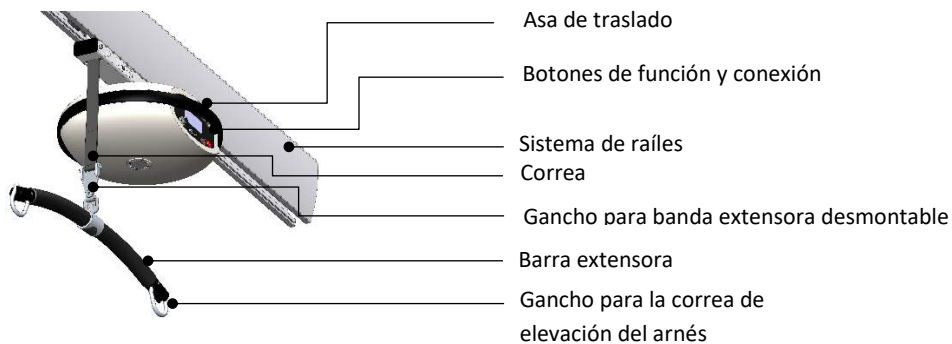 Asa de traslado
Botones de función y conexión
Sistema de raíles
Correa
Gancho para banda extensora desmontable
Barra extensora
Gancho para la correa de
elevación del arnés